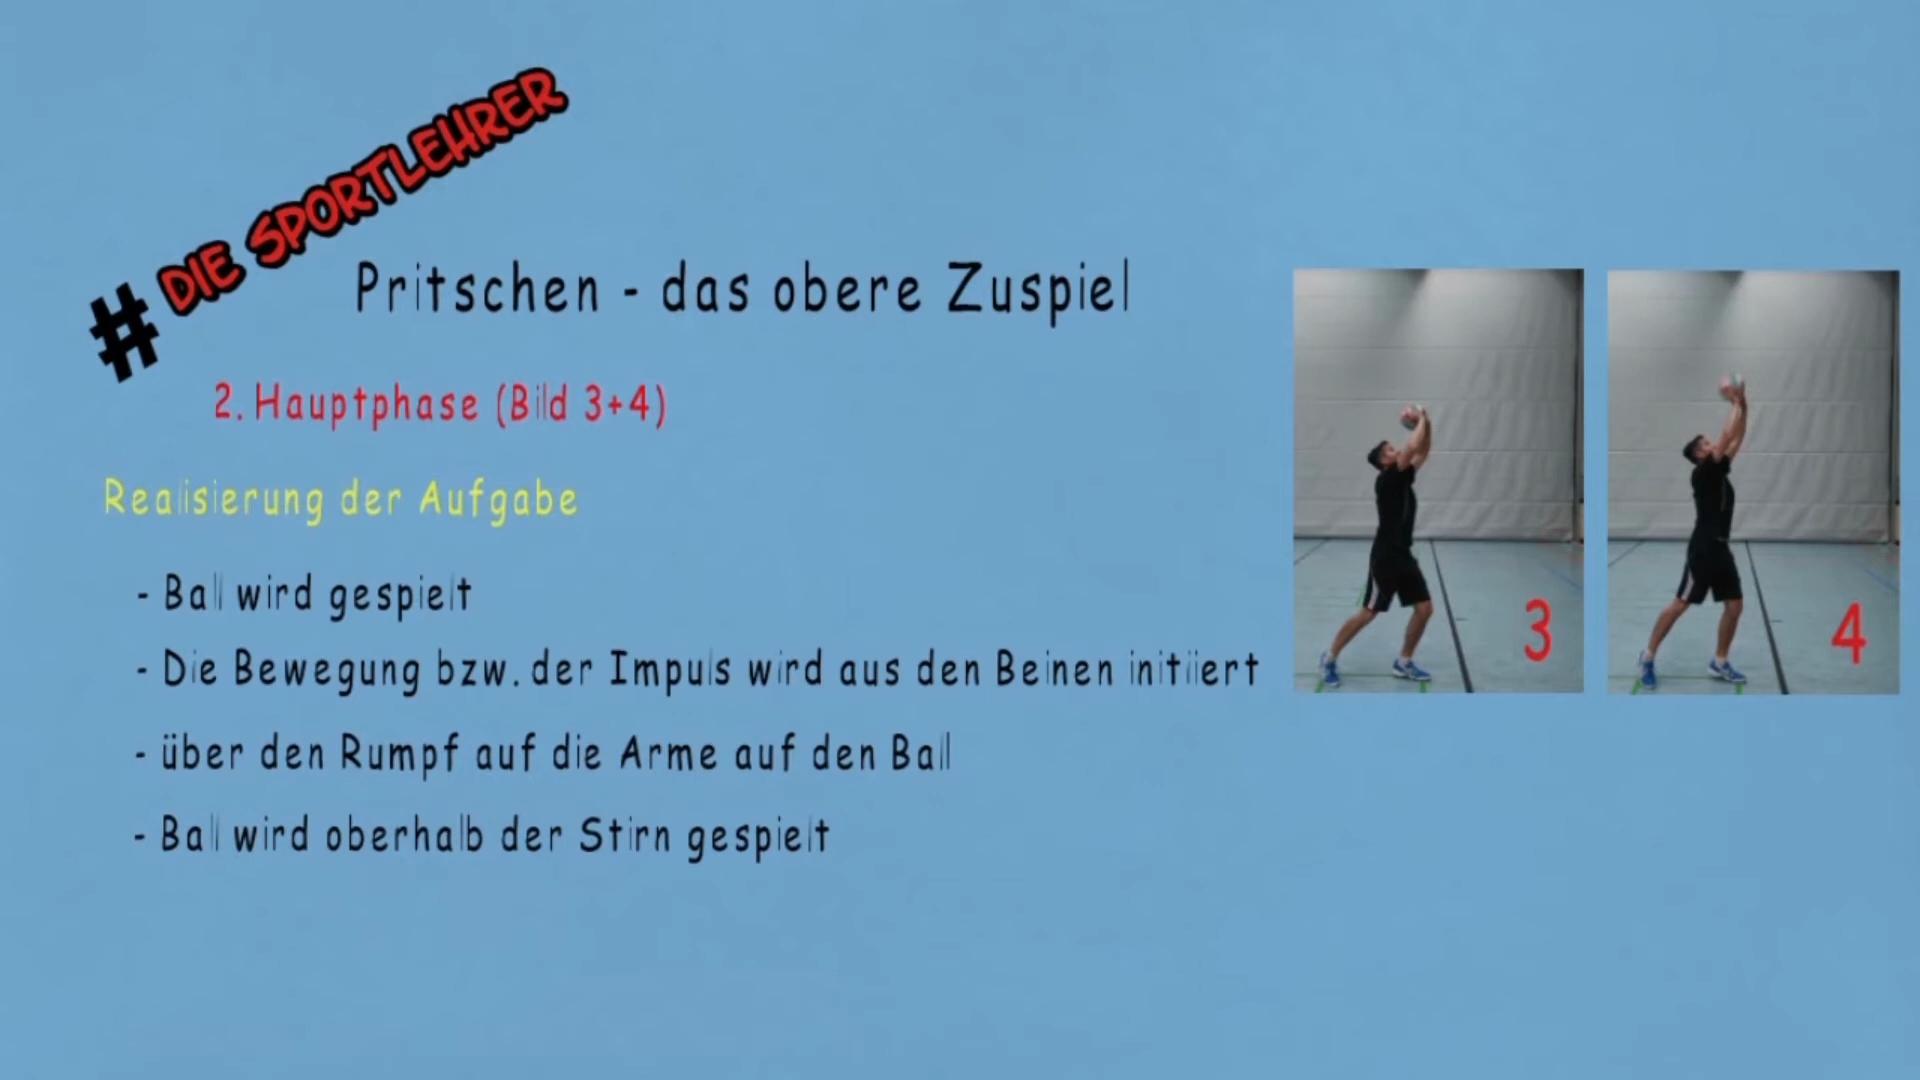 # DIE SPORTLEHRER
Pritschen - das obere Zuspiel
2. Hauptphase (Bild 3+4)
Realisierung der Aufgabe
- Ball wird gespielt
- Die Bewegung bzw. der Impuls wird aus den Beinen initiiert
- über den Rumpf auf die Arme auf den Ball
- Ball wird oberhalb der Stirn gespielt
3
4